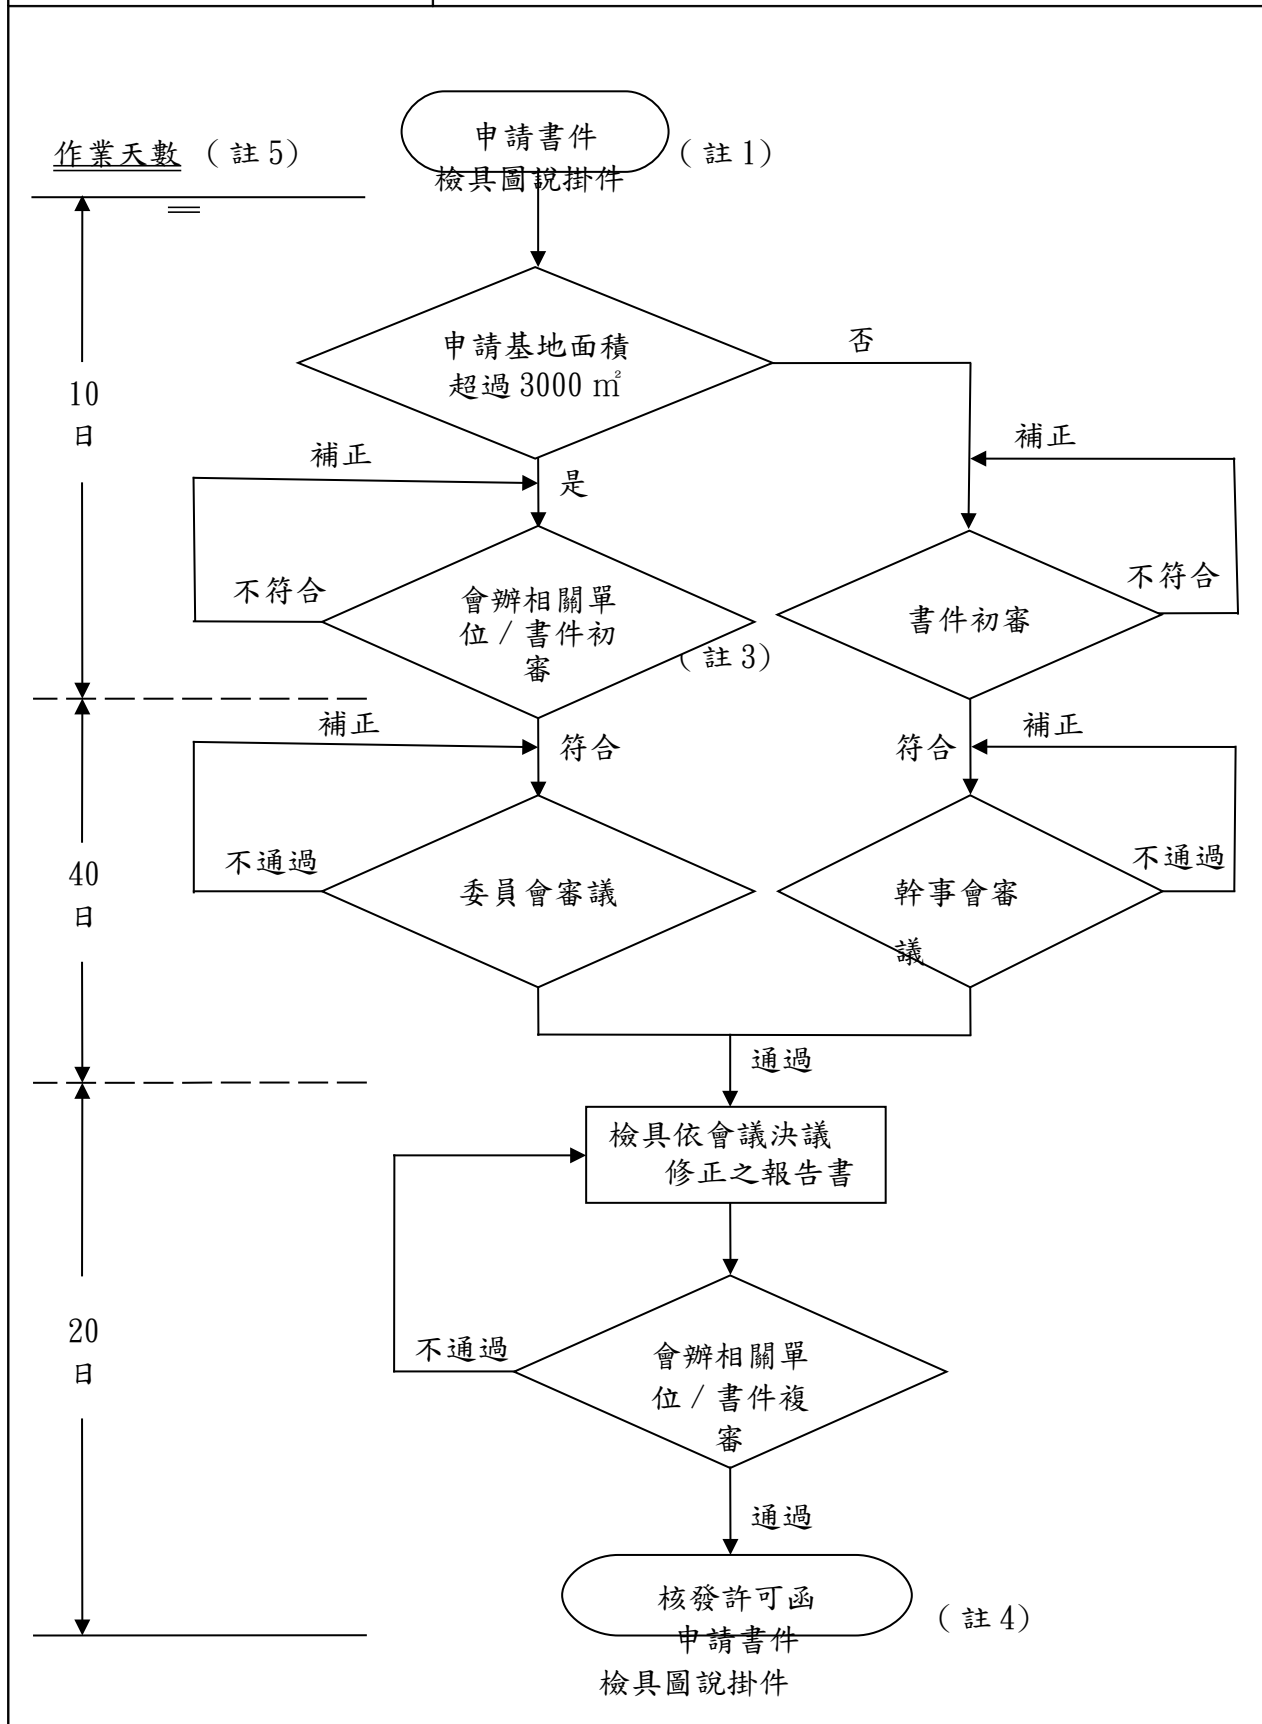 申請書件
檢具圖說掛件
(註1)
作業天數 (註5)
申請基地面積
超過3000 ㎡
否
10
日
補正
是
補正
不符合
會辦相關單
位/書件初
審
(註3)
書件初審
不符合
補正
符合
符合
補正
40
日
不通過
委員會審議
幹事會審
議
不通過
通過
檢具依會議決議
修正之報告書
20
日
不通過
會辦相關單
位/書件複
審
通過
核發許可函
申請書件
檢具圖說掛件
(註4)